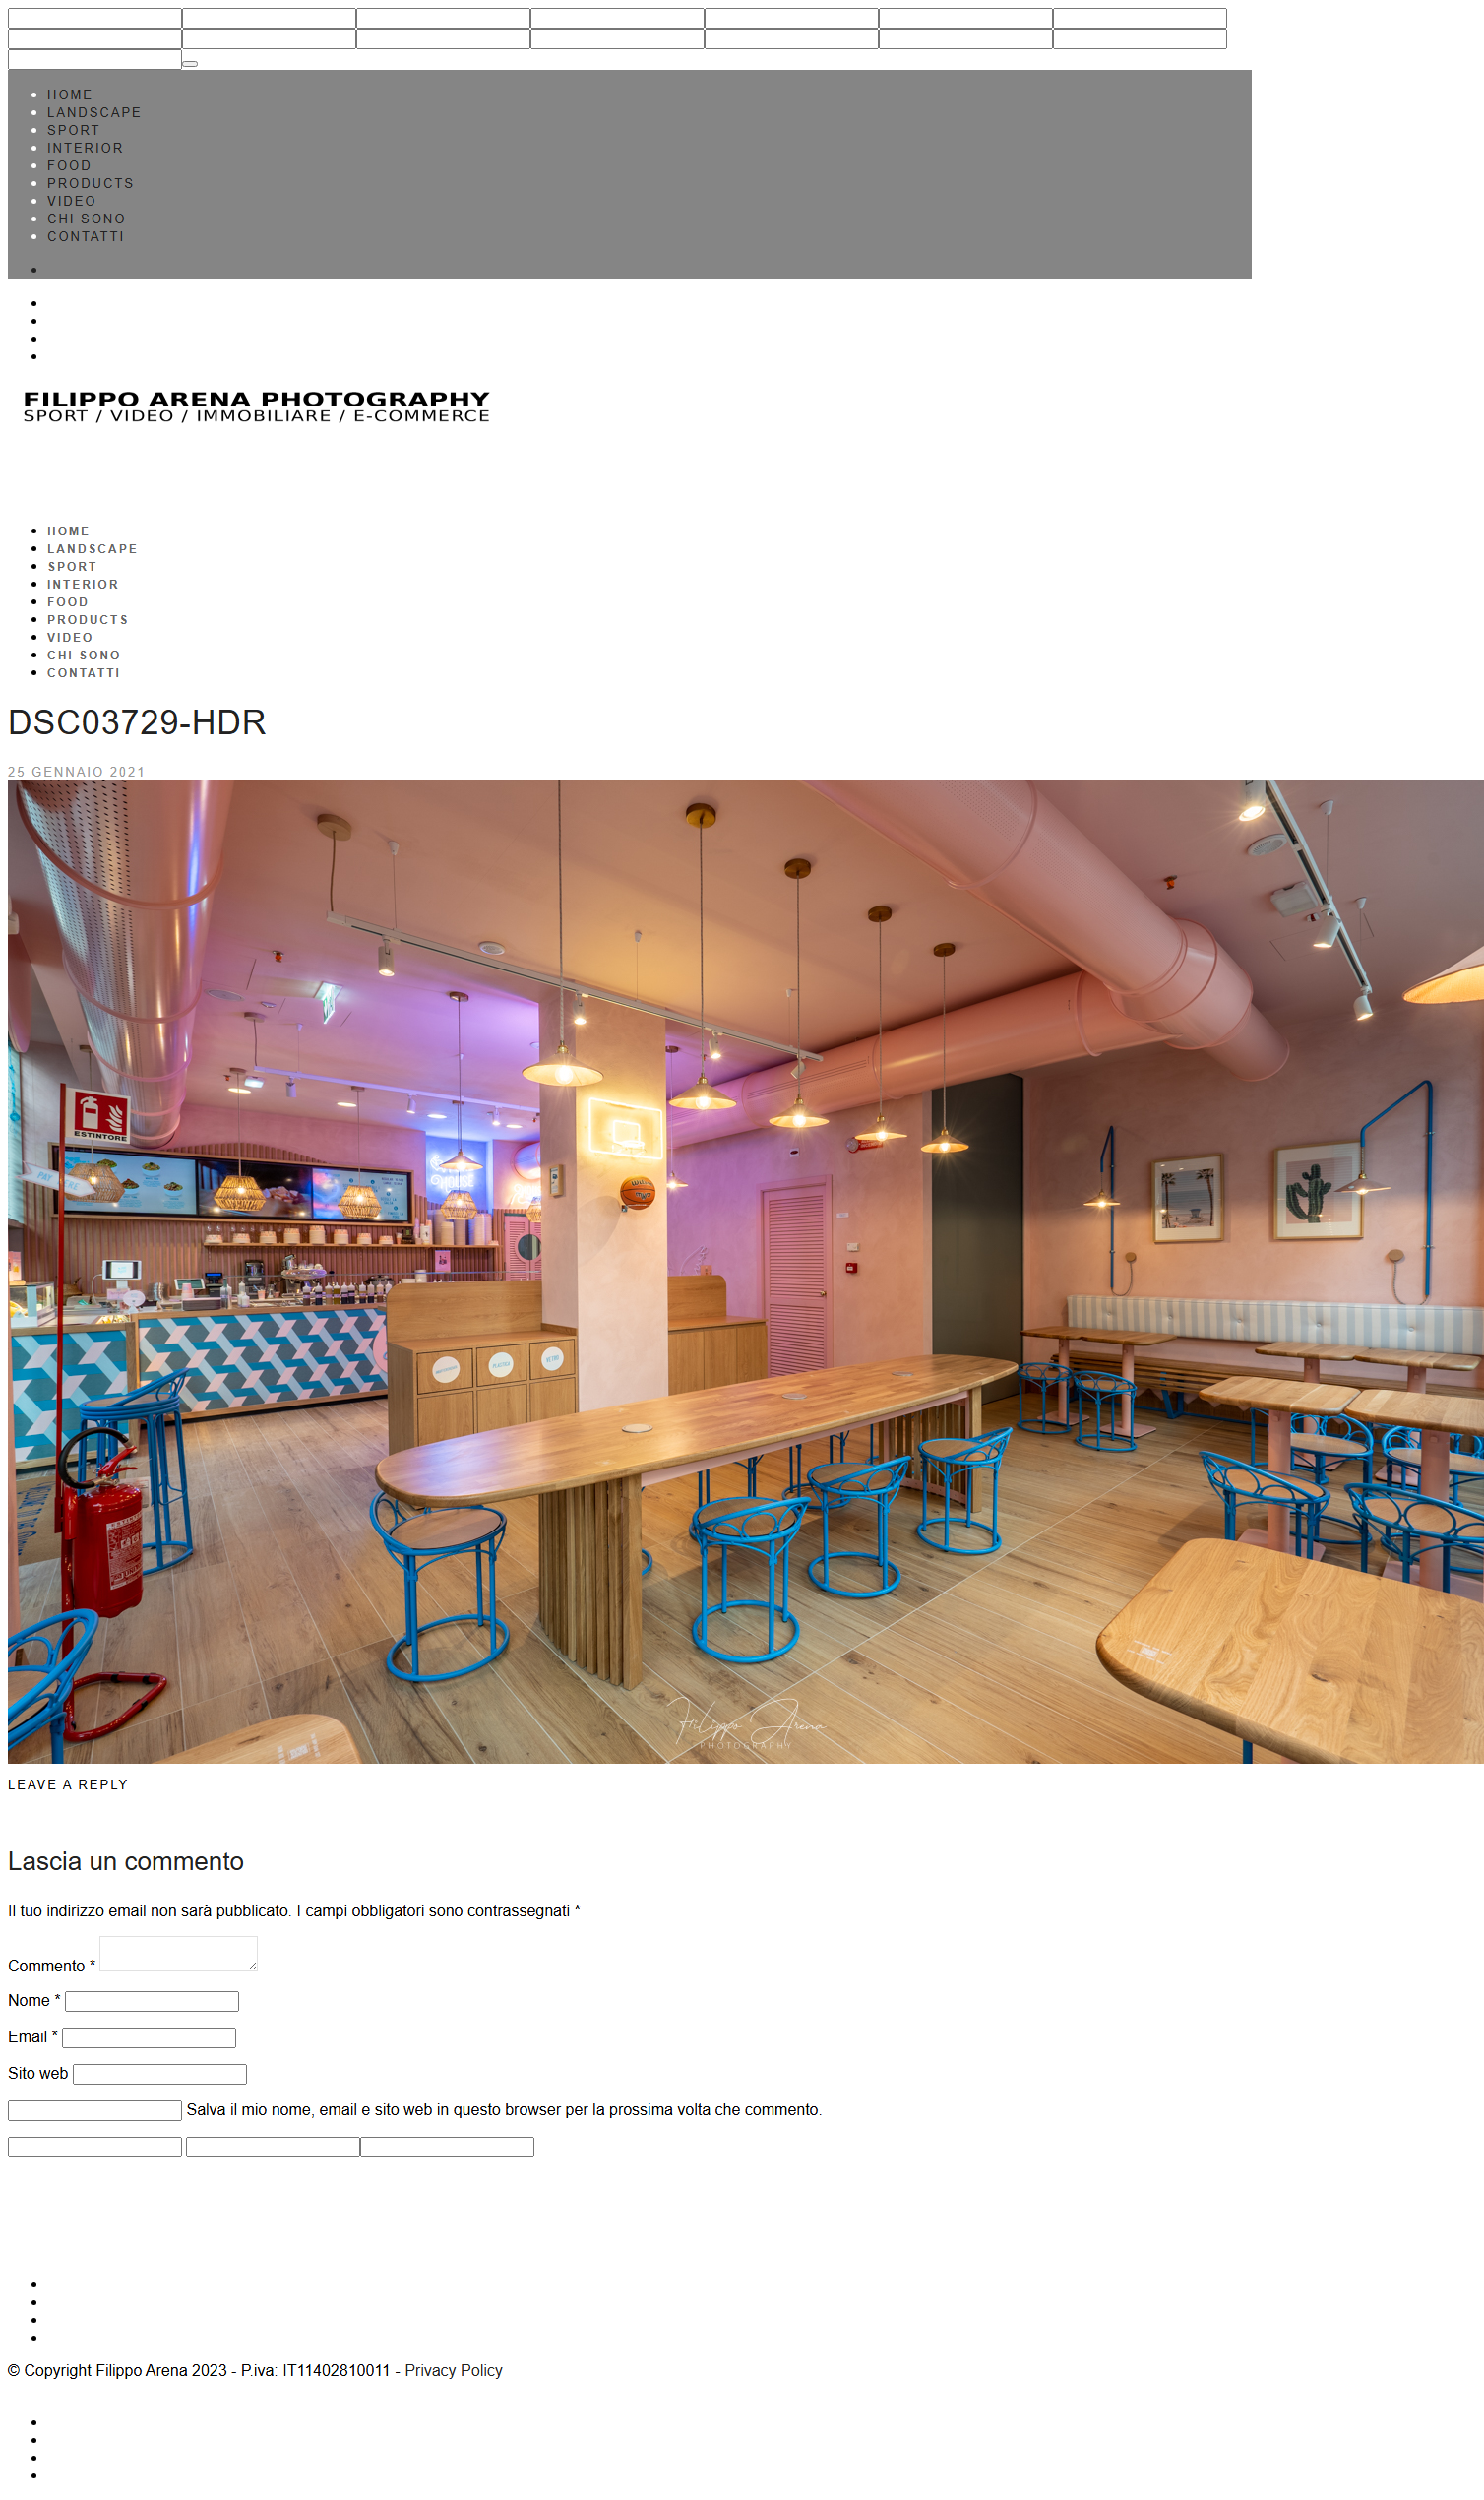 HOME
LANDSCAPE
SPORT
INTERIOR
FOOD
PRODUCTS
VIDEO
CHI SONO
CONTATTI
FILIPPO ARENA PHOTOGRAPHY
SPORT / VIDEO / IMMOBILIARE / E-COMMERCE
HOME
LANDSCAPE
SPORT
INTERIOR
FOOD
PRODUCTS
VIDEO
CHI SONO
CONTATTI
DSC03729-HDR
25 GENNAIO 2021
ESTINTORE
PAY HERE
HOUSE
Filippo Arena
PHOTOGRAPHY
LEAVE A REPLY
Lascia un commento
Il tuo indirizzo email non sarà pubblicato. I campi obbligatori sono contrassegnati *
Commento *
Nome *
Email *
Sito web
Salva il mio nome, email e sito web in questo browser per la prossima volta che commento.
© Copyright Filippo Arena 2023 - P.iva: IT11402810011 - Privacy Policy